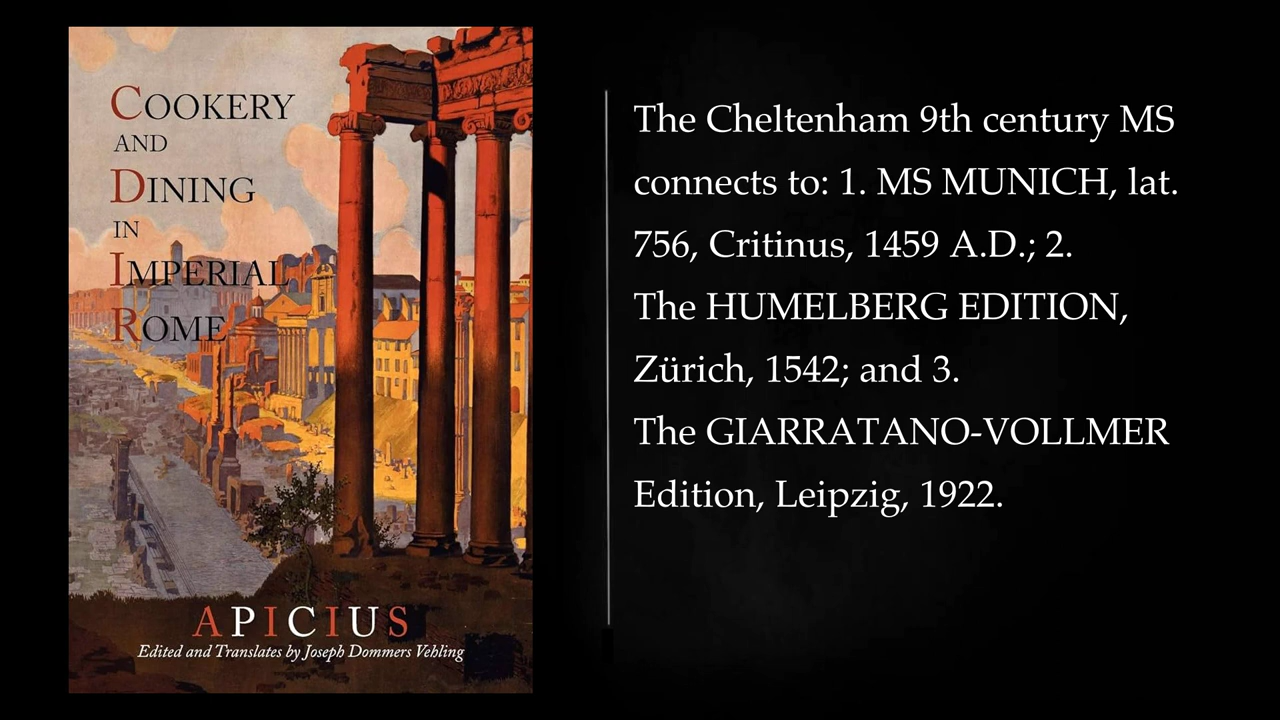 COOKERY
AND
DINING
IN
IMPERIAL
ROME
APICIUS
Edited and Translates by Joseph Dommers Vehling
The Cheltenham 9th century MS
connects to: 1. MS MUNICH, lat.
756, Critinus, 1459 A.D.; 2.
The HUMELBERG EDITION,
Zürich, 1542; and 3.
The GIARRATANO-VOLLMER
Edition, Leipzig, 1922.